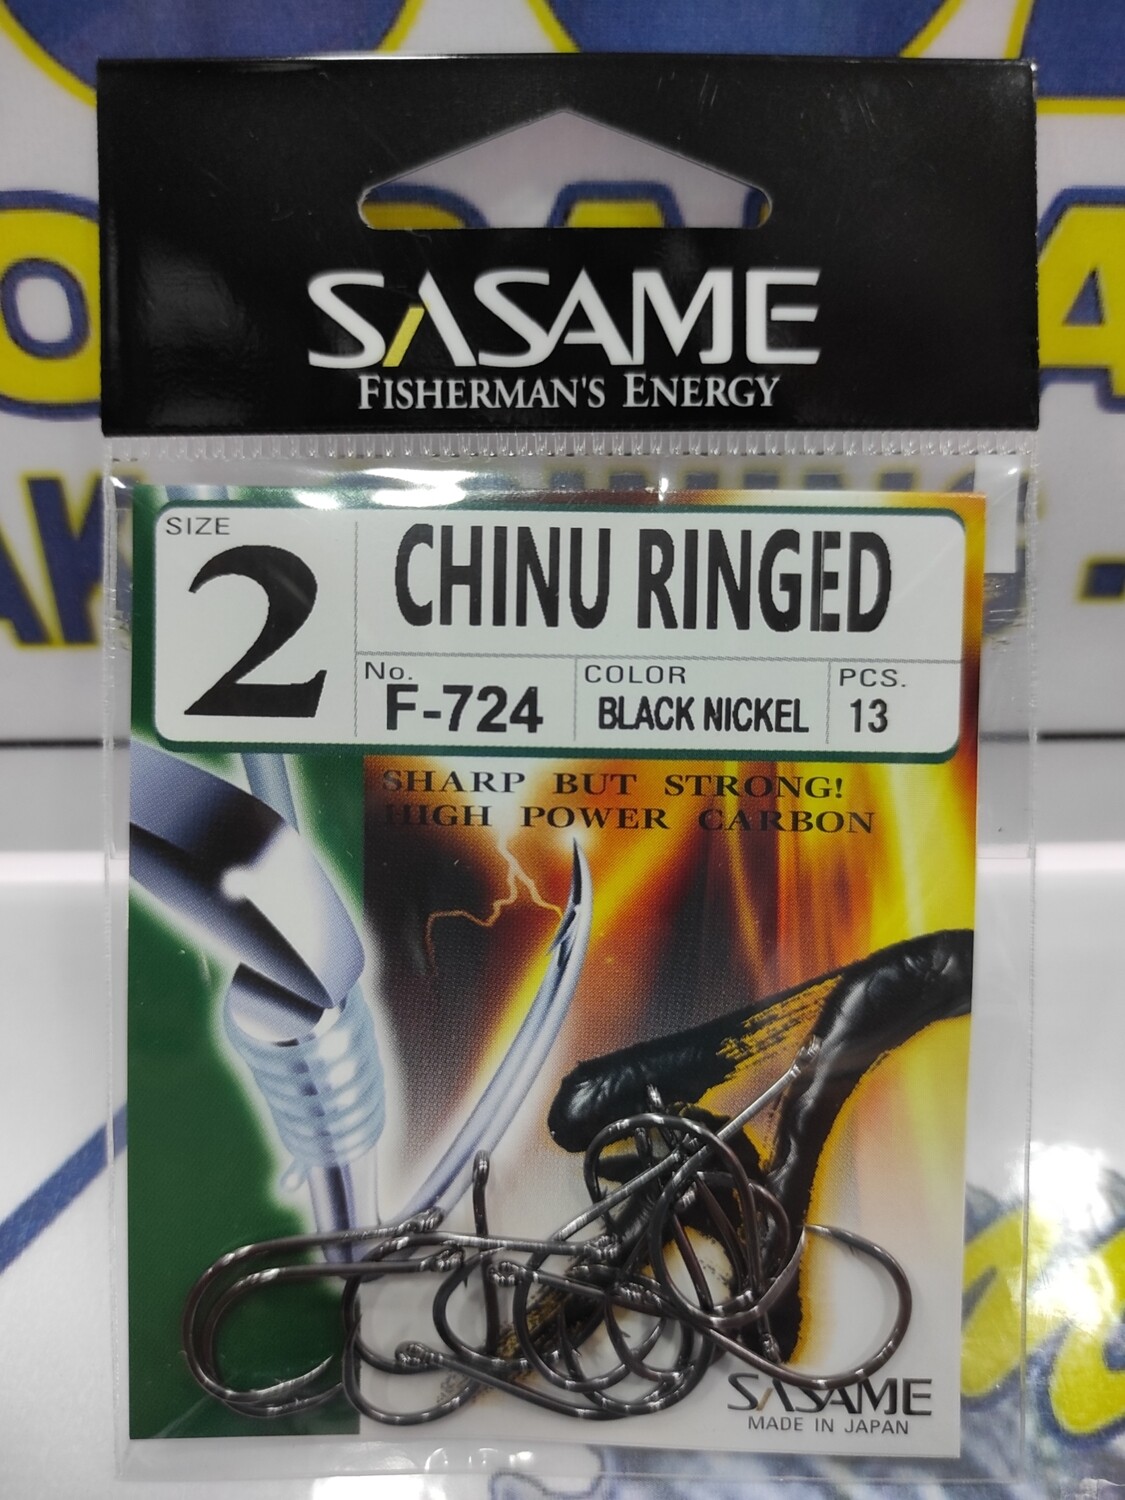 SASAME
FISHERMAN'S ENERGY
SIZE
2
CHINU RINGED
No.
F-724
COLOR
BLACK NICKEL
PCS.
13
SHARP BUT STRONG!
HIGH POWER CARBON
SASAME
MADE IN JAPAN